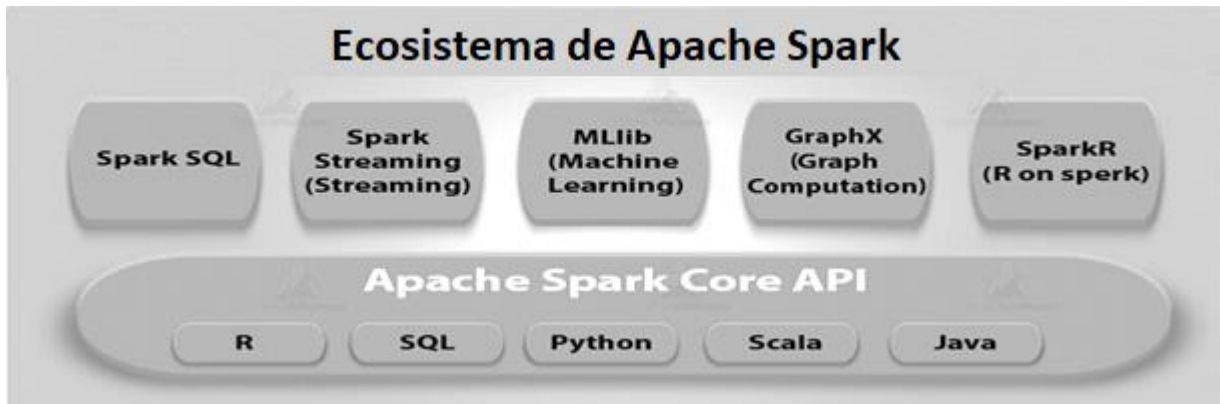 Ecosistema de Apache Spark
Spark SQL
Spark
Streaming
(Streaming)
MLlib
(Machine
Learning)
GraphX
(Graph
Computation)
SparkR
(R on sperk)
Apache Spark Core API
R
SQL
Python
Scala
Java